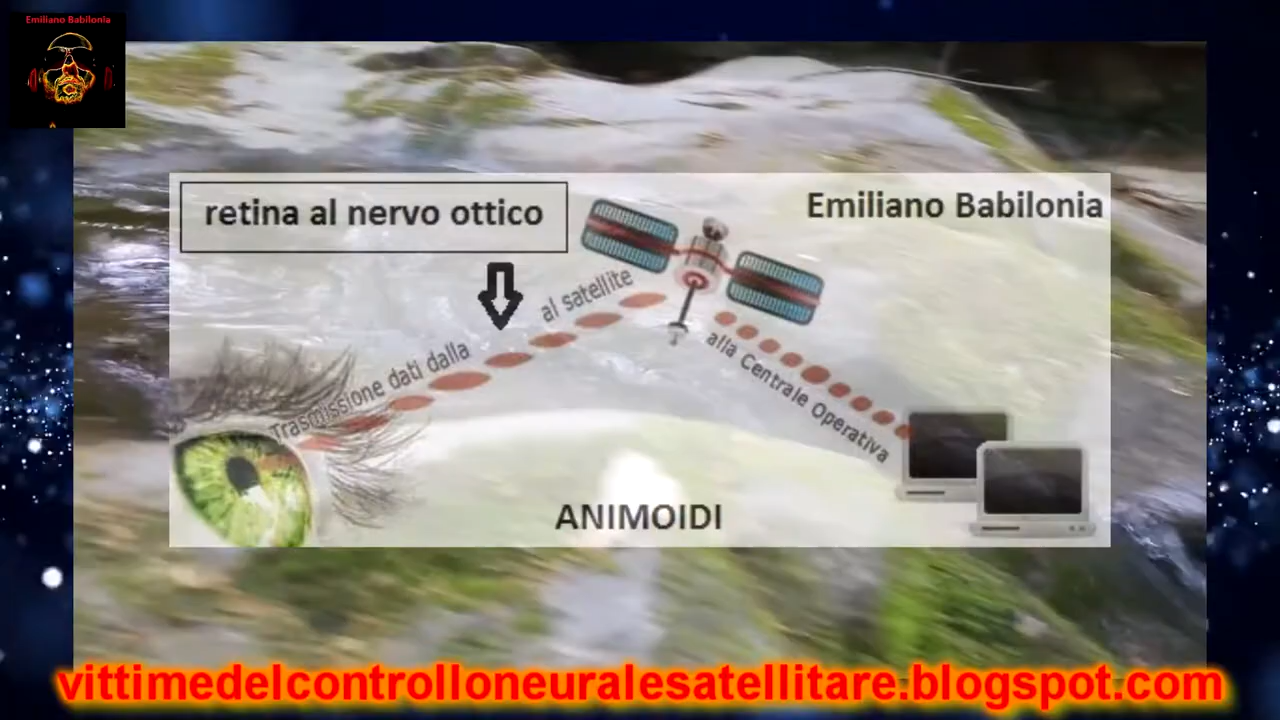 Emiliano Babilonia
retina al nervo ottico
Emiliano Babilonia
Trasmissione dati dalla
al satellite
alla Centrale Operativa
ANIMOIDI
vittimedelcontrolloneuralesatellitare.blogspot.com